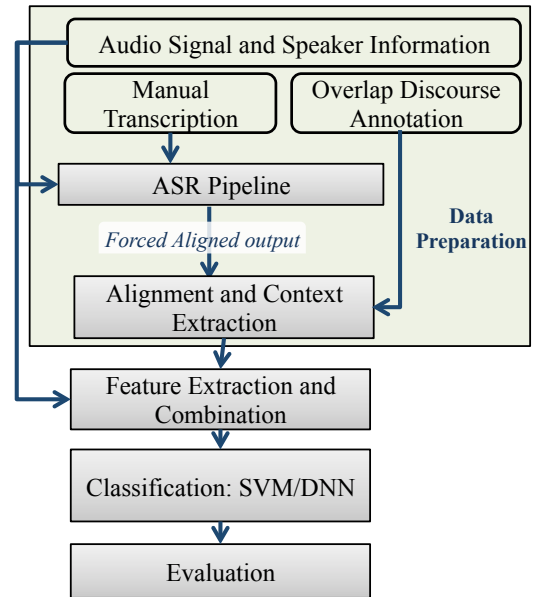 Audio Signal and Speaker Information
Manual
Transcription
Overlap Discourse
Annotation
ASR Pipeline
Forced Aligned output
Data
Preparation
Alignment and Context
Extraction
Feature Extraction and
Combination
Classification: SVM/DNN
Evaluation